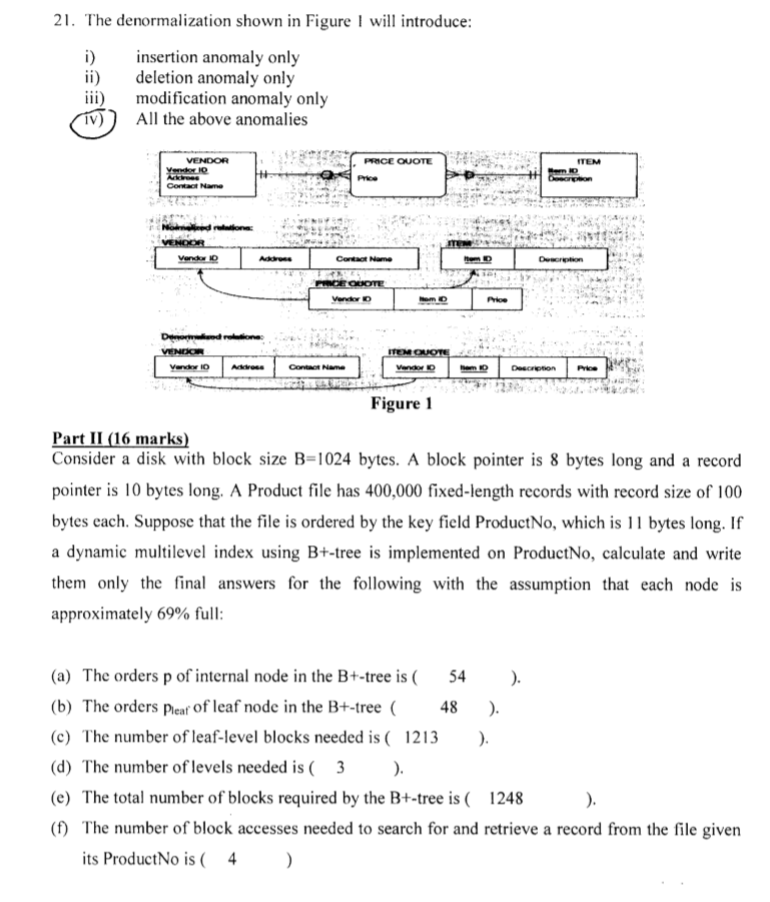 21. The denormalization shown in Figure 1 will introduce:
i) insertion anomaly only
ii) deletion anomaly only
iii) modification anomaly only
iv) All the above anomalies
VENDOR
Vendor ID
Address
Contact Name
PRICE QUOTE
Price
ITEM
Item ID
Description
Normalized relations:
VENDOR
Vendor ID Address Contact Name
ITEM
Item ID Description
PRICE QUOTE
Vendor ID Item ID Price
Denormalized relations:
VENDOR
Vendor ID Address Contact Name
ITEM QUOTE
Vendor ID Item ID Description Price
Figure 1
Part II (16 marks)
Consider a disk with block size B=1024 bytes. A block pointer is 8 bytes long and a record
pointer is 10 bytes long. A Product file has 400,000 fixed-length records with record size of 100
bytes each. Suppose that the file is ordered by the key field ProductNo, which is 11 bytes long. If
a dynamic multilevel index using B+-tree is implemented on ProductNo, calculate and write
them only the final answers for the following with the assumption that each node is
approximately 69% full:
(a) The orders p of internal node in the B+-tree is ( 54 ).
(b) The orders pleaf of leaf node in the B+-tree ( 48 ).
(c) The number of leaf-level blocks needed is ( 1213 ).
(d) The number of levels needed is ( 3 ).
(e) The total number of blocks required by the B+-tree is ( 1248 ).
(f) The number of block accesses needed to search for and retrieve a record from the file given
its ProductNo is ( 4 )